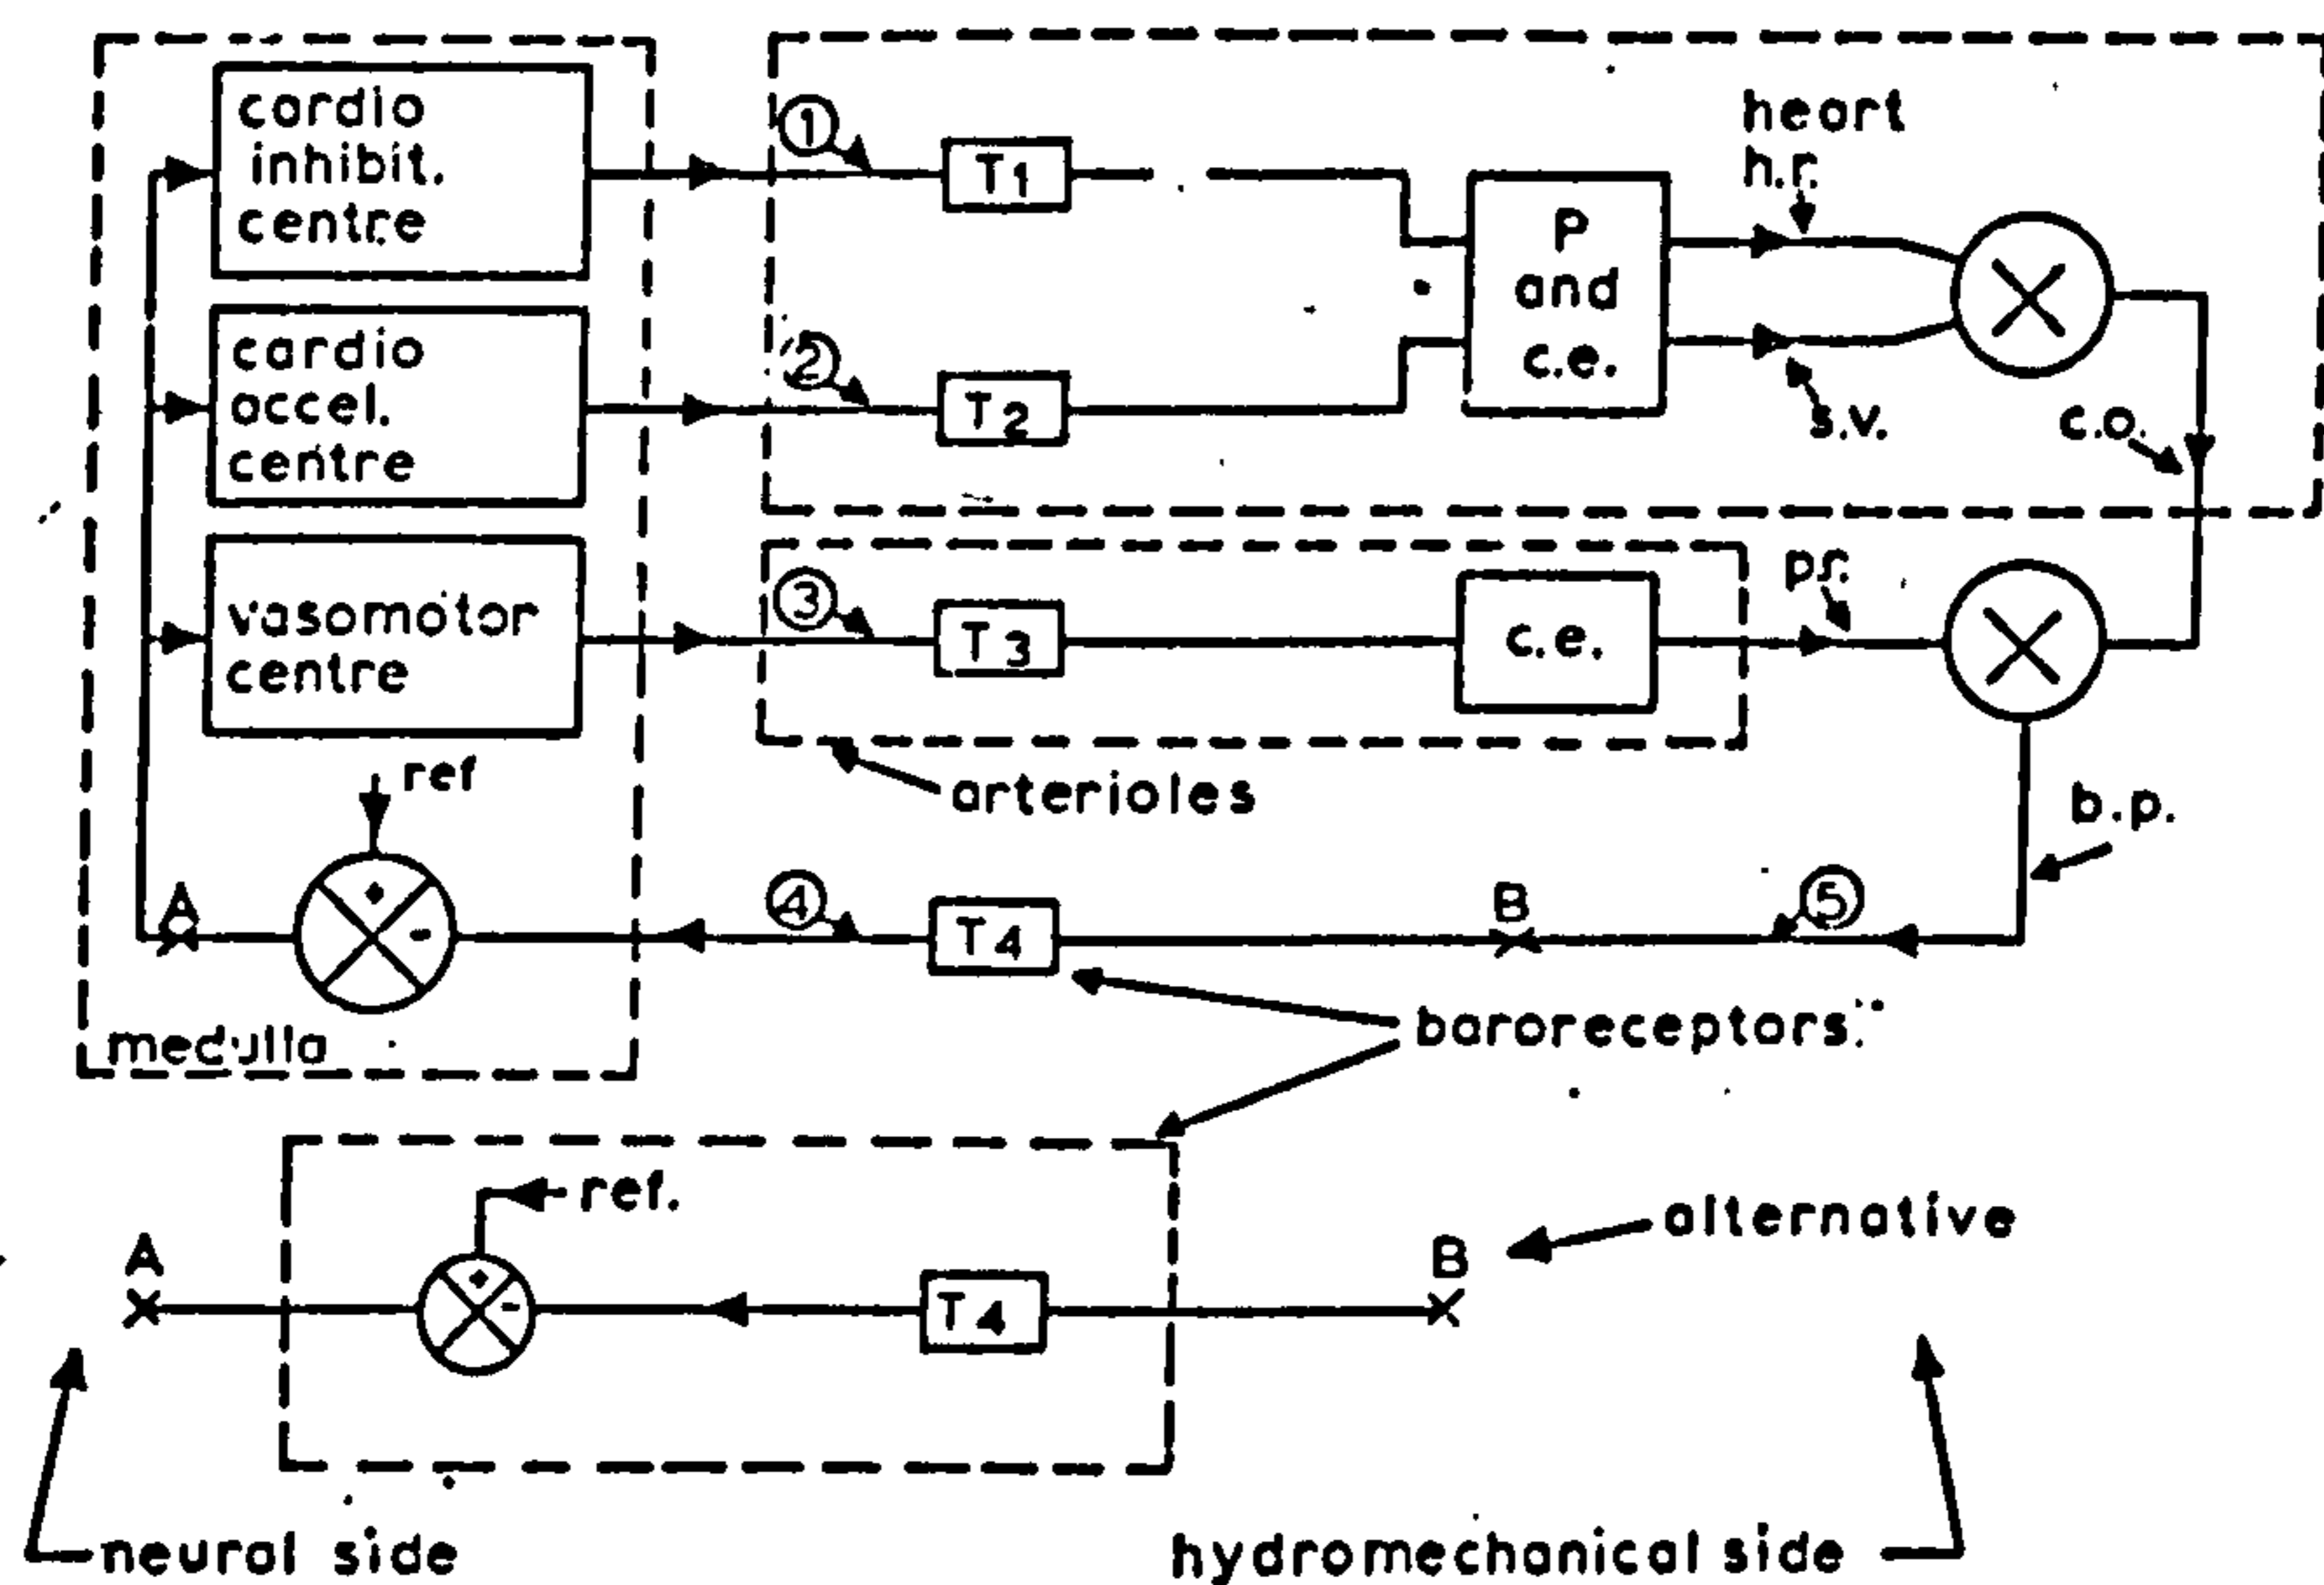 cardio
inhibit.
centre
①
T1
heart
h.r.
P
and
c.e.
cardio
accel.
centre
②
T2
s.v.
c.o.
vasomotor
centre
③
T3
c.e.
p.r.
arterioles
ref
b.p.
A
④
T4
B
⑤
medulla
baroreceptors
ref.
A
T4
B
alternative
neural side
hydromechanical side